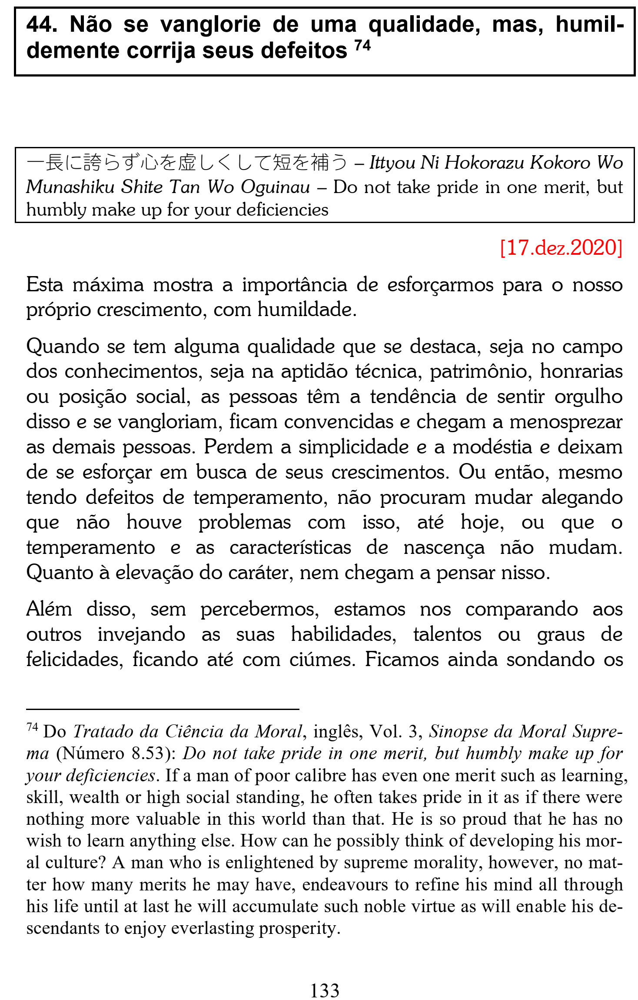 44. Não se vanglorie de uma qualidade, mas, humil-
demente corrija seus defeitos 74
一長に誇らず心を虚しくして短を補う – Ittyou Ni Hokorazu Kokoro Wo
Munashiku Shite Tan Wo Oguinau – Do not take pride in one merit, but
humbly make up for your deficiencies
[17.dez.2020]
Esta máxima mostra a importância de esforçarmos para o nosso
próprio crescimento, com humildade.
Quando se tem alguma qualidade que se destaca, seja no campo
dos conhecimentos, seja na aptidão técnica, patrimônio, honrarias
ou posição social, as pessoas têm a tendência de sentir orgulho
disso e se vangloriam, ficam convencidas e chegam a menosprezar
as demais pessoas. Perdem a simplicidade e a modéstia e deixam
de se esforçar em busca de seus crescimentos. Ou então, mesmo
tendo defeitos de temperamento, não procuram mudar alegando
que não houve problemas com isso, até hoje, ou que o
temperamento e as características de nascença não mudam.
Quanto à elevação do caráter, nem chegam a pensar nisso.
Além disso, sem percebermos, estamos nos comparando aos
outros invejando as suas habilidades, talentos ou graus de
felicidades, ficando até com ciúmes. Ficamos ainda sondando os
74 Do Tratado da Ciência da Moral, inglês, Vol. 3, Sinopse da Moral Supre-
ma (Número 8.53): Do not take pride in one merit, but humbly make up for
your deficiencies. If a man of poor calibre has even one merit such as learning,
skill, wealth or high social standing, he often takes pride in it as if there were
nothing more valuable in this world than that. He is so proud that he has no
wish to learn anything else. How can he possibly think of developing his mor-
al culture? A man who is enlightened by supreme morality, however, no mat-
ter how many merits he may have, endeavours to refine his mind all through
his life until at last he will accumulate such noble virtue as will enable his de-
scendants to enjoy everlasting prosperity.
133